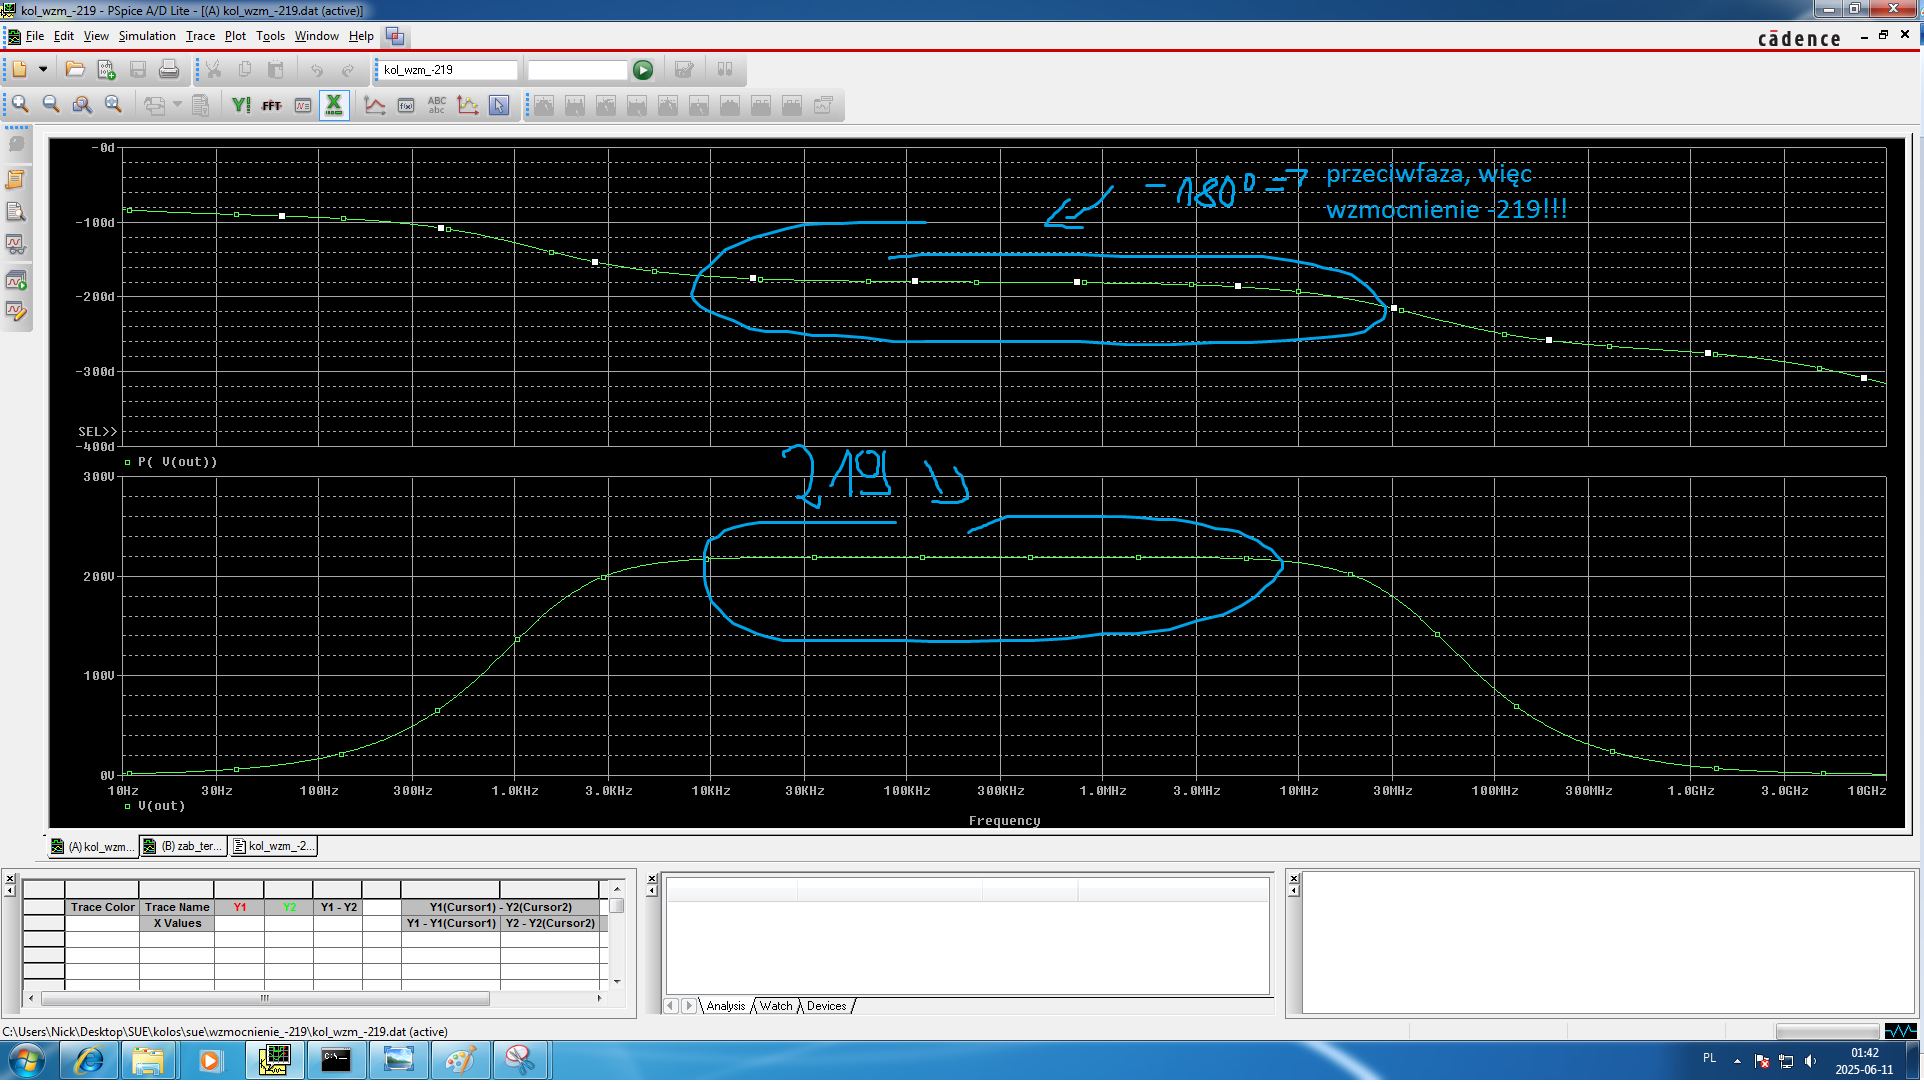 kol_wzm_-219 - PSpice A/D Lite - [(A) kol_wzm_-219.dat (active)]
File Edit View Simulation Trace Plot Tools Window Help
cādence
kol_wzm_-219
FFT
ABC
abc
-0d
-100d
-200d
-300d
SEL>>
-400d
-180° =>
przeciwfaza, więc
wzmocnienie -219!!!
P( V(out))
219 V
300V
200V
100V
0V
10Hz 30Hz 100Hz 300Hz 1.0KHz 3.0KHz 10KHz 30KHz 100KHz 300KHz 1.0MHz 3.0MHz 10MHz 30MHz 100MHz 300MHz 1.0GHz 3.0GHz 10GHz
V(out)
Frequency
(A) kol_wzm... (B) zab_ter... kol_wzm_-2...
Trace Color Trace Name Y1 Y2 Y1 - Y2 Y1(Cursor1) - Y2(Cursor2)
X Values Y1 - Y1(Cursor1) Y2 - Y2(Cursor2)
Analysis Watch Devices
C:\Users\Nick\Desktop\SUE\kolos\sue\wzmocnienie_-219\kol_wzm_-219.dat (active)
PL
01:42
2025-06-11